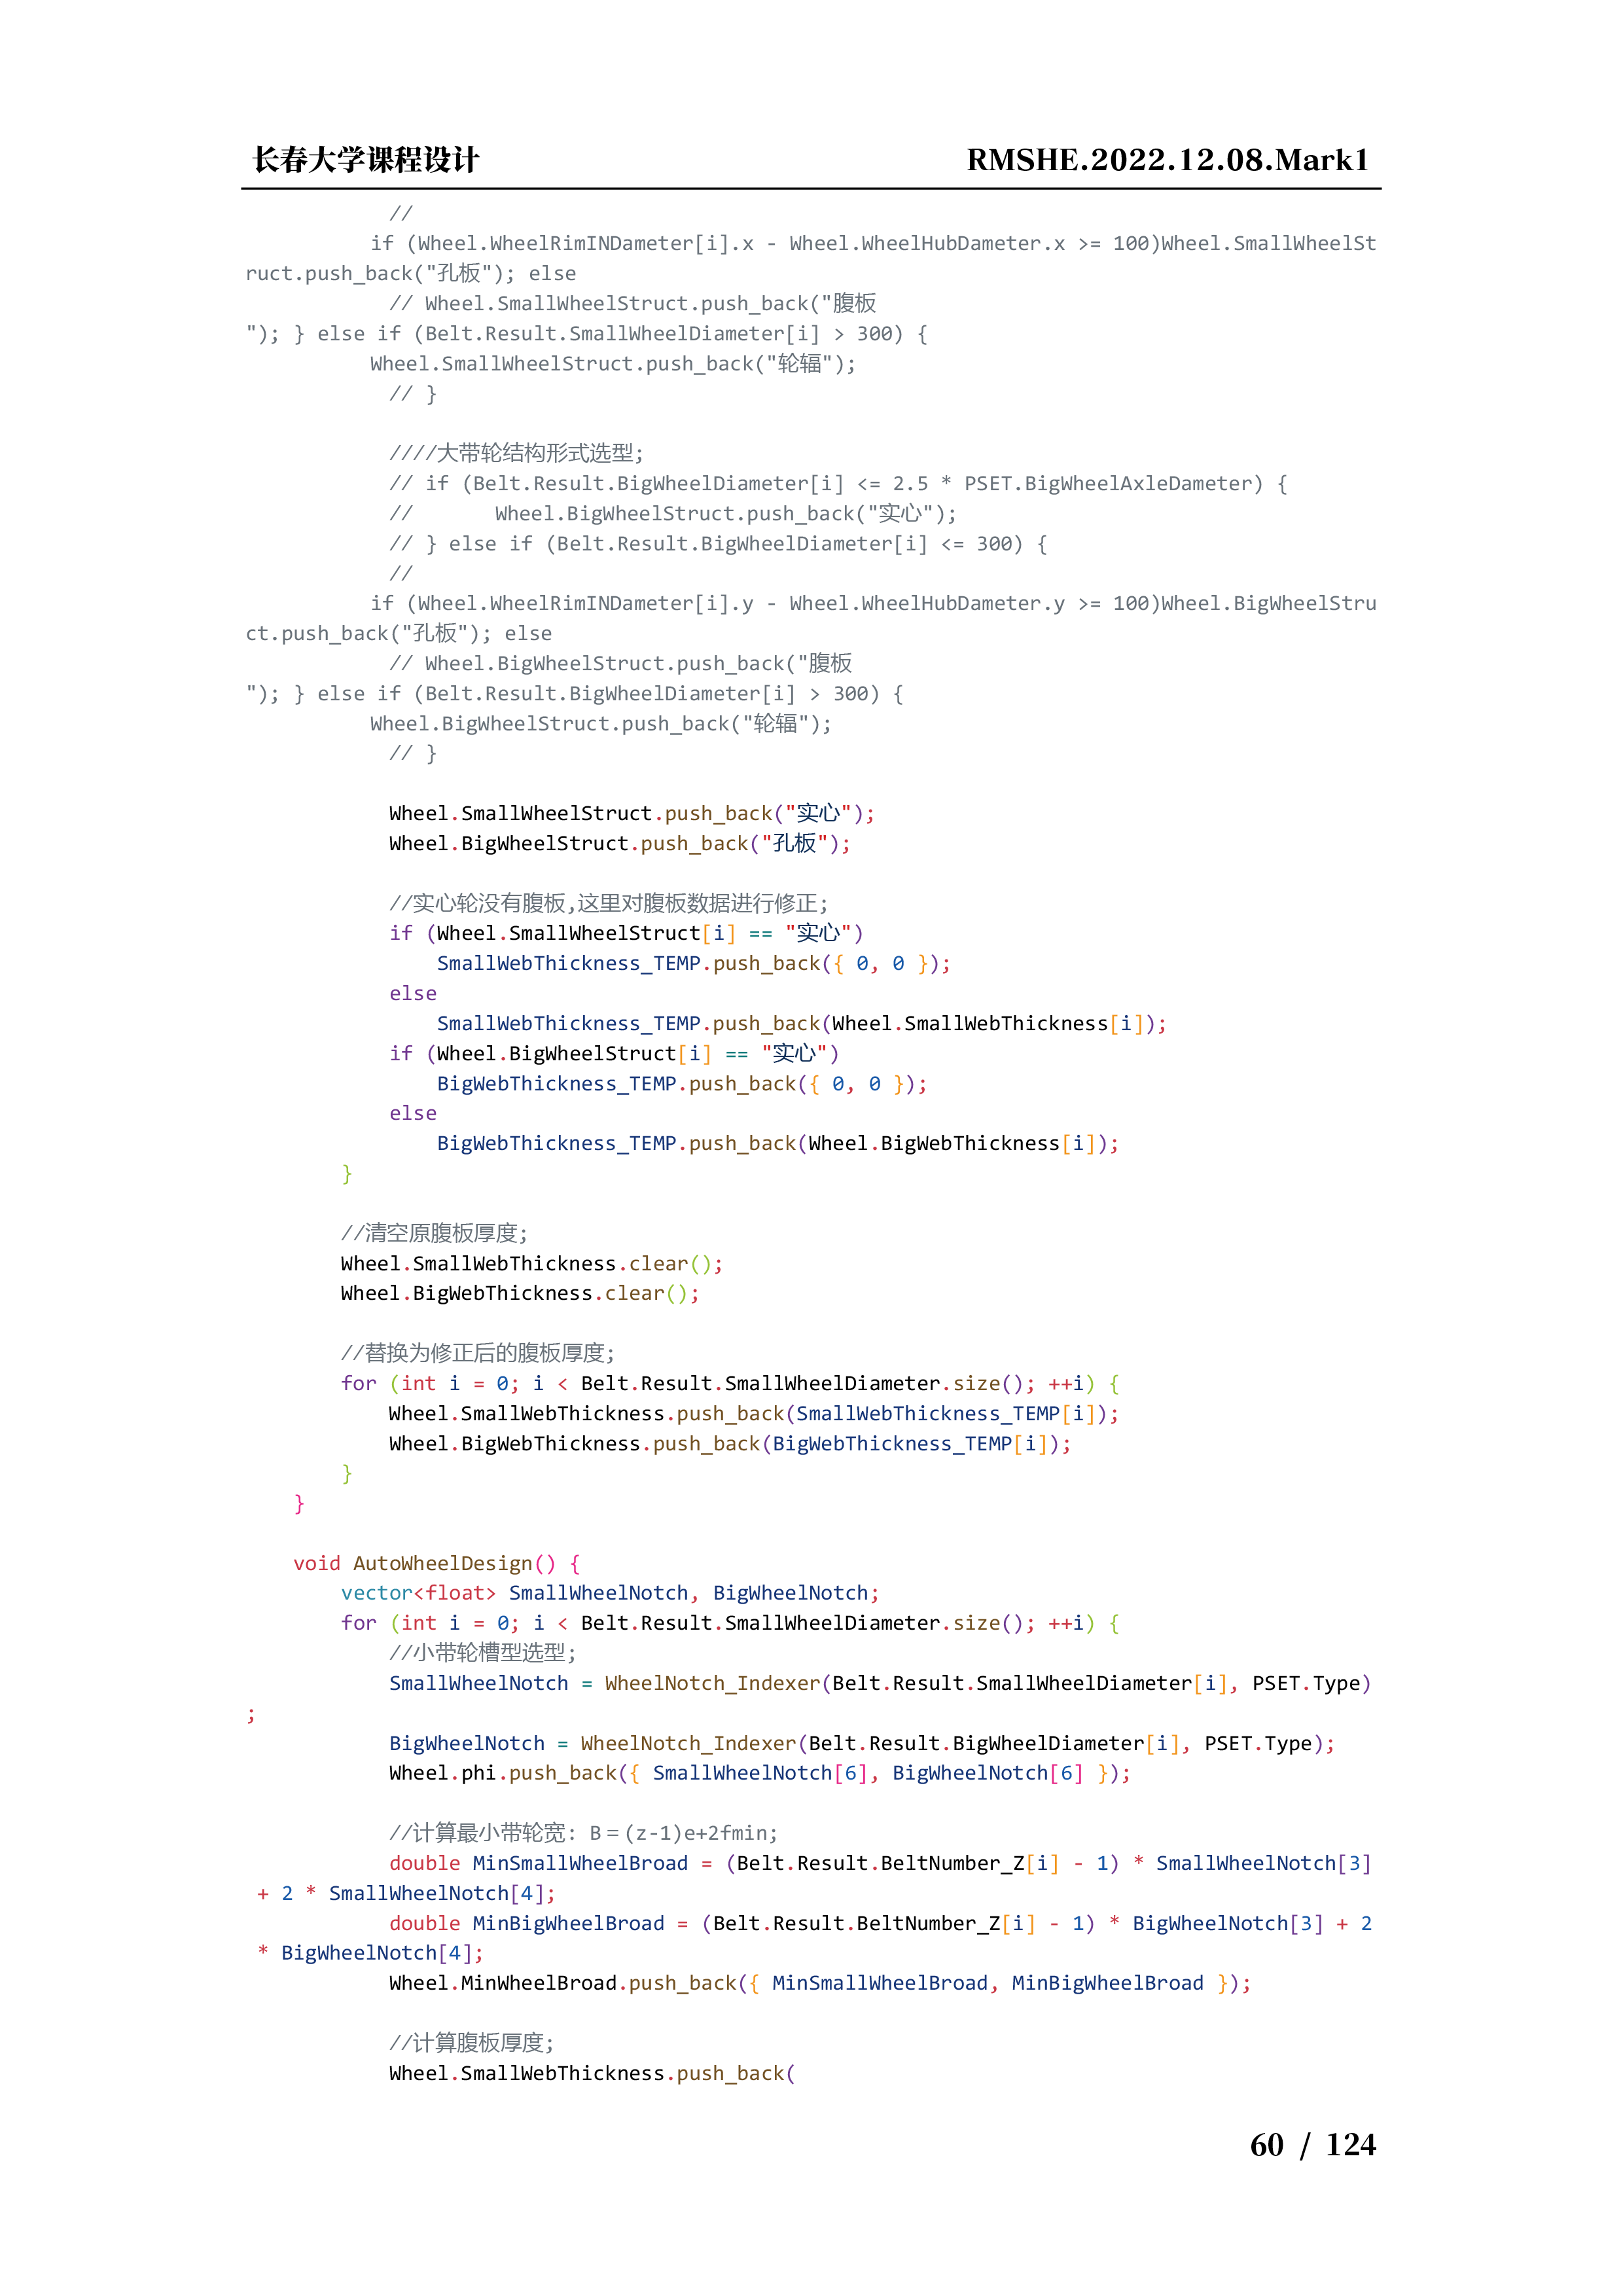 长春大学课程设计
RMSHE.2022.12.08.Mark1
//
if (Wheel.WheelRimINDameter[i].x - Wheel.WheelHubDameter.x >= 100)Wheel.SmallWheelSt
ruct.push_back("孔板"); else
// Wheel.SmallWheelStruct.push_back("腹板
"); } else if (Belt.Result.SmallWheelDiameter[i] > 300) {
Wheel.SmallWheelStruct.push_back("轮辐");
// }
////大带轮结构形式选型;
// if (Belt.Result.BigWheelDiameter[i] <= 2.5 * PSET.BigWheelAxleDameter) {
//       Wheel.BigWheelStruct.push_back("实心");
// } else if (Belt.Result.BigWheelDiameter[i] <= 300) {
//
if (Wheel.WheelRimINDameter[i].y - Wheel.WheelHubDameter.y >= 100)Wheel.BigWheelStru
ct.push_back("孔板"); else
// Wheel.BigWheelStruct.push_back("腹板
"); } else if (Belt.Result.BigWheelDiameter[i] > 300) {
Wheel.BigWheelStruct.push_back("轮辐");
// }
Wheel.SmallWheelStruct.push_back("实心");
Wheel.BigWheelStruct.push_back("孔板");
//实心轮没有腹板,这里对腹板数据进行修正;
if (Wheel.SmallWheelStruct[i] == "实心")
SmallWebThickness_TEMP.push_back({ 0, 0 });
else
SmallWebThickness_TEMP.push_back(Wheel.SmallWebThickness[i]);
if (Wheel.BigWheelStruct[i] == "实心")
BigWebThickness_TEMP.push_back({ 0, 0 });
else
BigWebThickness_TEMP.push_back(Wheel.BigWebThickness[i]);
}
//清空原腹板厚度;
Wheel.SmallWebThickness.clear();
Wheel.BigWebThickness.clear();
//替换为修正后的腹板厚度;
for (int i = 0; i < Belt.Result.SmallWheelDiameter.size(); ++i) {
Wheel.SmallWebThickness.push_back(SmallWebThickness_TEMP[i]);
Wheel.BigWebThickness.push_back(BigWebThickness_TEMP[i]);
}
}
void AutoWheelDesign() {
vector<float> SmallWheelNotch, BigWheelNotch;
for (int i = 0; i < Belt.Result.SmallWheelDiameter.size(); ++i) {
//小带轮槽型选型;
SmallWheelNotch = WheelNotch_Indexer(Belt.Result.SmallWheelDiameter[i], PSET.Type)
;
BigWheelNotch = WheelNotch_Indexer(Belt.Result.BigWheelDiameter[i], PSET.Type);
Wheel.phi.push_back({ SmallWheelNotch[6], BigWheelNotch[6] });
//计算最小带轮宽: B＝(z-1)e+2fmin;
double MinSmallWheelBroad = (Belt.Result.BeltNumber_Z[i] - 1) * SmallWheelNotch[3]
+ 2 * SmallWheelNotch[4];
double MinBigWheelBroad = (Belt.Result.BeltNumber_Z[i] - 1) * BigWheelNotch[3] + 2
* BigWheelNotch[4];
Wheel.MinWheelBroad.push_back({ MinSmallWheelBroad, MinBigWheelBroad });
//计算腹板厚度;
Wheel.SmallWebThickness.push_back(
60 / 124